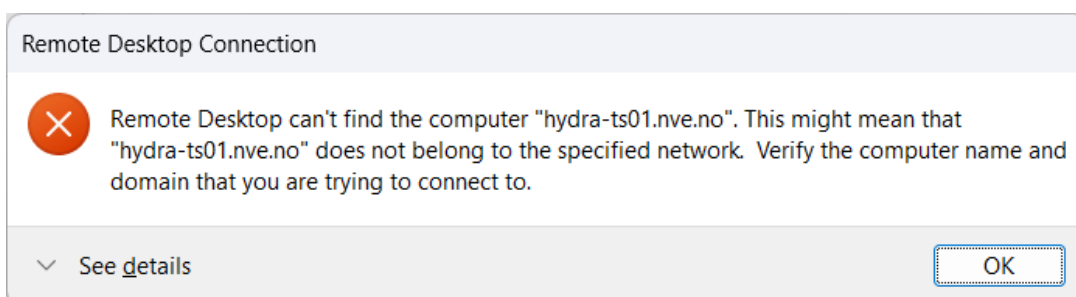 Remote Desktop Connection
Remote Desktop can't find the computer "hydra-ts01.nve.no". This might mean that
"hydra-ts01.nve.no" does not belong to the specified network.  Verify the computer name and
domain that you are trying to connect to.
See details
OK